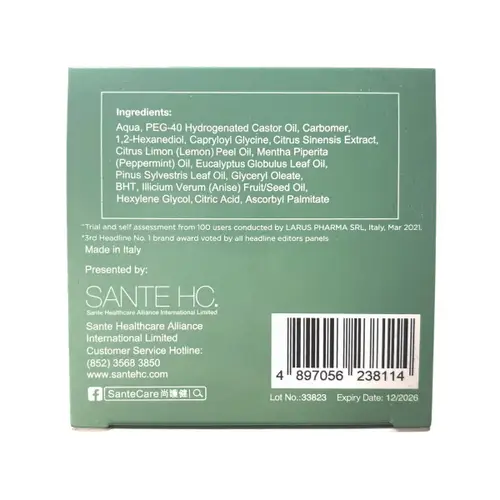 Ingredients:
Aqua, PEG-40 Hydrogenated Castor Oil, Carbomer,
1,2-Hexanediol, Capryloyl Glycine, Citrus Sinensis Extract,
Citrus Limon (Lemon) Peel Oil, Mentha Piperita
(Peppermint) Oil, Eucalyptus Globulus Leaf Oil,
Pinus Sylvestris Leaf Oil, Glyceryl Oleate,
BHT, Illicium Verum (Anise) Fruit/Seed Oil,
Hexylene Glycol, Citric Acid, Ascorbyl Palmitate
*Trial and self assessment from 100 users conducted by LARUS PHARMA SRL, Italy, Mar 2021.
*3rd Headline No. 1 brand award voted by all headline editors panels
Made in Italy
Presented by:
SANTE HC.
Sante Healthcare Alliance International Limited
Sante Healthcare Alliance
International Limited
Customer Service Hotline:
(852) 3568 3850
www.santehc.com
SanteCare尚護健
4 897056 238114
Lot No.:33823 Expiry Date: 12/2026